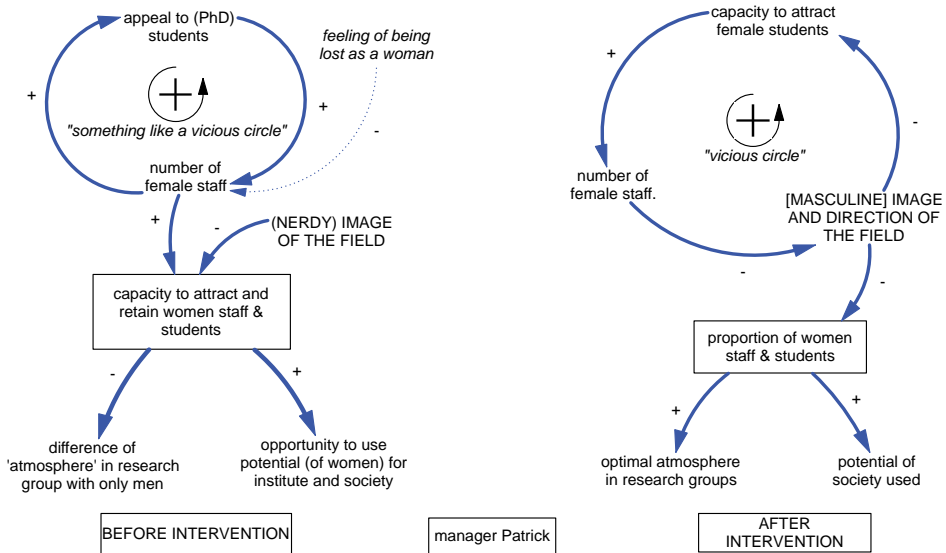 appeal to (PhD)
students
feeling of being
lost as a woman
+
+
-
"something like a vicious circle"
number of
female staff
+
-
(NERDY) IMAGE
OF THE FIELD
capacity to attract and
retain women staff &
students
-
+
difference of
'atmosphere' in research
group with only men
opportunity to use
potential (of women) for
institute and society
BEFORE INTERVENTION
manager Patrick
capacity to attract
female students
+
-
"vicious circle"
number of
female staff.
[MASCULINE] IMAGE
AND DIRECTION OF
THE FIELD
-
-
proportion of women
staff & students
+
+
optimal atmosphere
in research groups
potential of
society used
AFTER
INTERVENTION